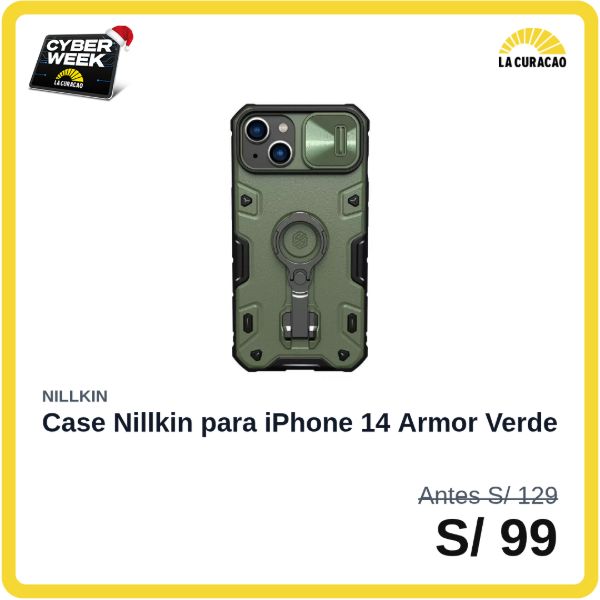 CYBER
WEEK
LA CURACAO
LA CURACAO
NILLKIN
Case Nillkin para iPhone 14 Armor Verde
Antes S/ 129
S/ 99